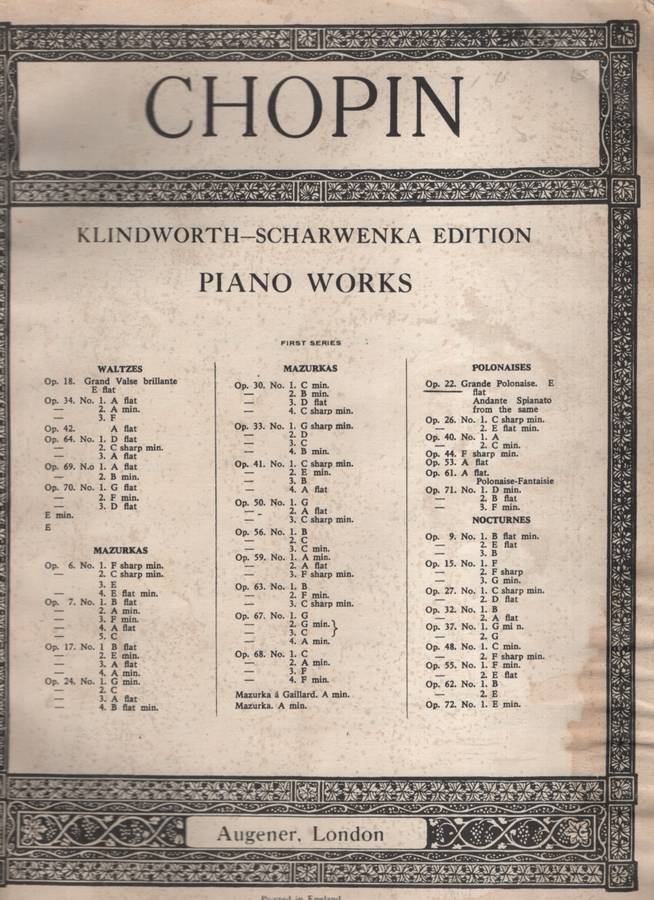 CHOPIN
KLINDWORTH—SCHARWENKA EDITION
PIANO WORKS
FIRST SERIES
WALTZES
Op. 18. Grand Valse brillante
E flat
Op. 34. No. 1. A flat
— 2. A min.
— 3. F
Op. 42. A flat
Op. 64. No. 1. D flat
— 2. C sharp min.
— 3. A flat
Op. 69. N.o 1. A flat
— 2. B min.
Op. 70. No. 1. G flat
— 2. F min.
— 3. D flat
E min.
E
MAZURKAS
Op. 6. No. 1. F sharp min.
— 2. C sharp min.
3. E
— 4. E flat min.
Op. 7. No. 1. B flat
— 2. A min.
— 3. F min.
— 4. A flat
— 5. C
Op. 17. No. 1 B flat
— 2. E min.
— 3. A flat
— 4. A min.
Op. 24. No. 1. G min.
— 2. C
— 3. A flat
— 4. B flat min.
MAZURKAS
Op. 30. No. 1. C min.
— 2. B min.
— 3. D flat
— 4. C sharp min.
Op. 33. No. 1. G sharp min.
— 2. D
— 3. C
— 4. B min.
Op. 41. No. 1. C sharp min.
— 2. E min.
— 3. B
— 4. A flat
Op. 50. No. 1. G
— 2. A flat
— 3. C sharp min.
Op. 56. No. 1. B
— 2. C
— 3. C min.
Op. 59. No. 1. A min.
— 2. A flat
— 3. F sharp min.
Op. 63. No. 1. B
— 2. F min.
— 3. C sharp min.
Op. 67. No. 1. G
— 2. G min.}
— 3. C
— 4. A min.
Op. 68. No. 1. C
— 2. A min.
— 3. F
— 4. F min.
Mazurka á Gaillard. A min.
Mazurka. A min.
POLONAISES
Op. 22. Grande Polonaise. E
flat
Andante Spianato
from the same
Op. 26. No. 1. C sharp min.
— 2. E flat min.
Op. 40. No. 1. A
— 2. C min.
Op. 44. F sharp min.
Op. 53. A flat
Op. 61. A flat.
Polonaise-Fantaisie
Op. 71. No. 1. D min.
— 2. B flat
— 3. F min.
NOCTURNES
Op. 9. No. 1. B flat min.
— 2. E flat
— 3. B
Op. 15. No. 1. F
— 2. F sharp
— 3. G min.
Op. 27. No. 1. C sharp min.
— 2. D flat
Op. 32. No. 1. B
— 2. A flat
Op. 37. No. 1. G mi n.
— 2. G
Op. 48. No. 1. C min.
— 2. F sharp min.
Op. 55. No. 1. F min.
— 2. E flat
Op. 62. No. 1. B
— 2. E
Op. 72. No. 1. E min.
Augener, London
Printed in England